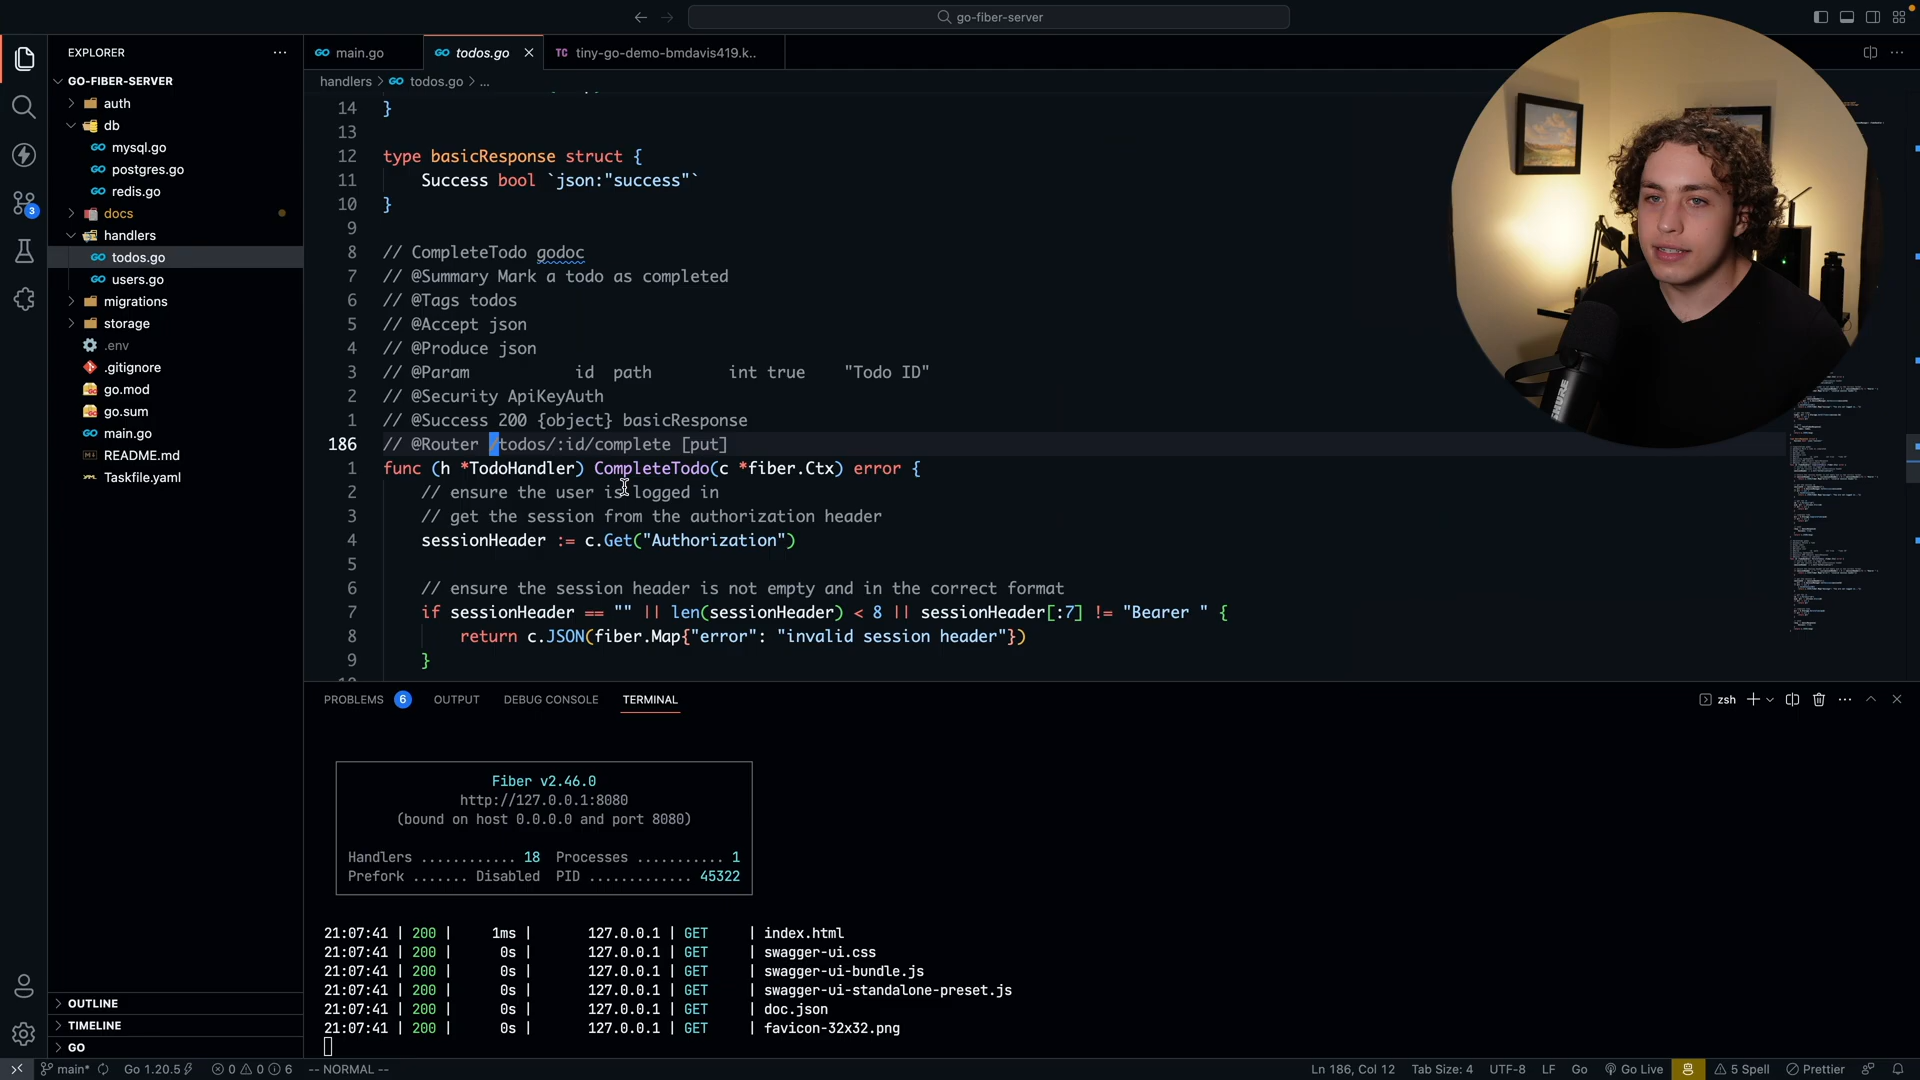 go-fiber-server
EXPLORER
GO-FIBER-SERVER
auth
db
mysql.go
postgres.go
redis.go
docs
handlers
todos.go
users.go
migrations
storage
.env
.gitignore
go.mod
go.sum
main.go
README.md
Taskfile.yaml
OUTLINE
TIMELINE
GO
3
main.go
todos.go
TC tiny-go-demo-bmdavis419.k..
handlers > todos.go > ...
14 }
13
12 type basicResponse struct {
11 Success bool `json:"success"`
10 }
9
8 // CompleteTodo godoc
7 // @Summary Mark a todo as completed
6 // @Tags todos
5 // @Accept json
4 // @Produce json
3 // @Param id path int true "Todo ID"
2 // @Security ApiKeyAuth
1 // @Success 200 {object} basicResponse
186 // @Router /todos/:id/complete [put]
1 func (h *TodoHandler) CompleteTodo(c *fiber.Ctx) error {
2 // ensure the user is logged in
3 // get the session from the authorization header
4 sessionHeader := c.Get("Authorization")
5
6 // ensure the session header is not empty and in the correct format
7 if sessionHeader == "" || len(sessionHeader) < 8 || sessionHeader[:7] != "Bearer " {
8 return c.JSON(fiber.Map{"error": "invalid session header"})
9 }
PROBLEMS 6 OUTPUT DEBUG CONSOLE TERMINAL
zsh
Fiber v2.46.0
http://127.0.0.1:8080
(bound on host 0.0.0.0 and port 8080)
Handlers ............ 18 Processes ........... 1
Prefork ....... Disabled PID ............. 45322
21:07:41 | 200 | 1ms | 127.0.0.1 | GET | index.html
21:07:41 | 200 | 0s | 127.0.0.1 | GET | swagger-ui.css
21:07:41 | 200 | 0s | 127.0.0.1 | GET | swagger-ui-bundle.js
21:07:41 | 200 | 0s | 127.0.0.1 | GET | swagger-ui-standalone-preset.js
21:07:41 | 200 | 0s | 127.0.0.1 | GET | doc.json
21:07:41 | 200 | 0s | 127.0.0.1 | GET | favicon-32x32.png
main* Go 1.20.5 0 0 6 -- NORMAL -- Ln 186, Col 12 Tab Size: 4 UTF-8 LF Go Go Live 5 Spell Prettier
SHURE